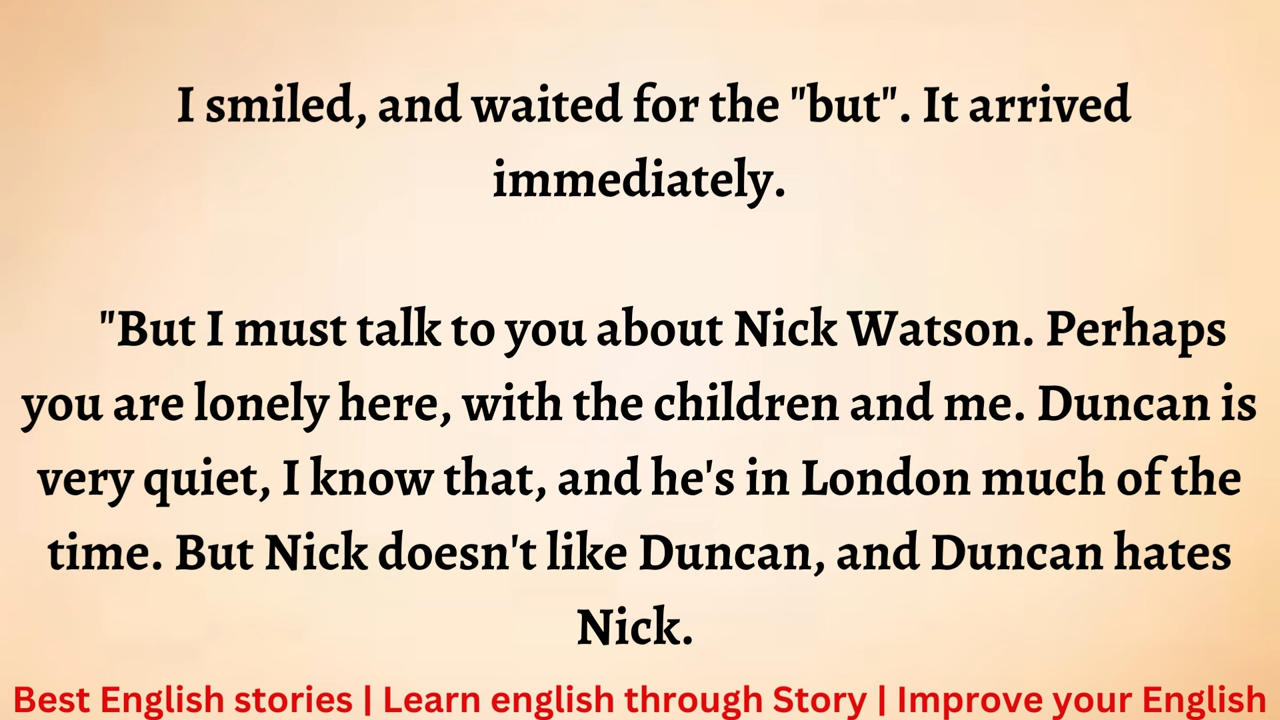 I smiled, and waited for the "but". It arrived
immediately.
"But I must talk to you about Nick Watson. Perhaps
you are lonely here, with the children and me. Duncan is
very quiet, I know that, and he's in London much of the
time. But Nick doesn't like Duncan, and Duncan hates
Nick.
Best English stories | Learn english through Story | Improve your English